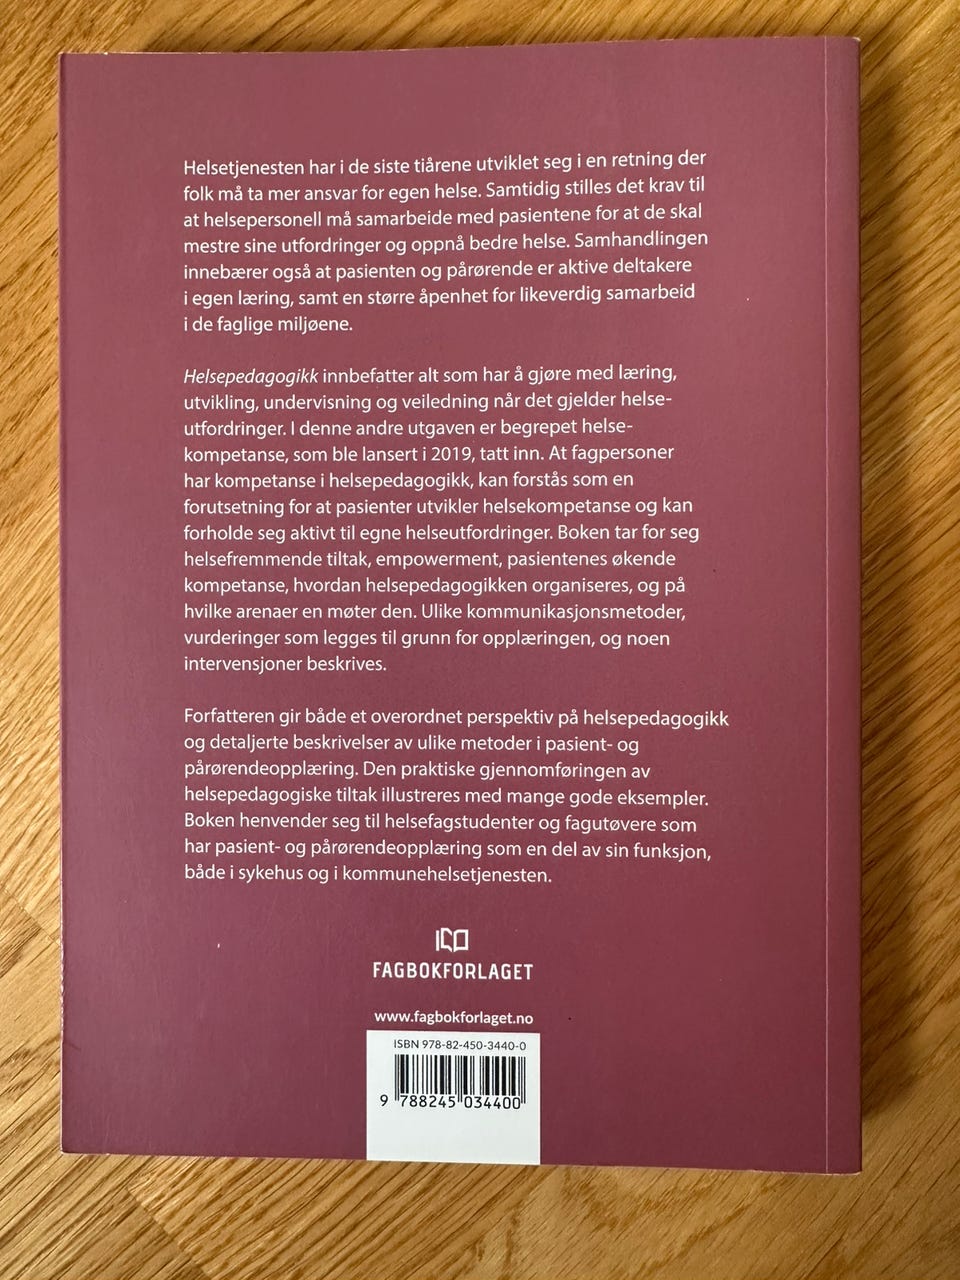 Helsetjenesten har i de siste tiårene utviklet seg i en retning der
folk må ta mer ansvar for egen helse. Samtidig stilles det krav til
at helsepersonell må samarbeide med pasientene for at de skal
mestre sine utfordringer og oppnå bedre helse. Samhandlingen
innebærer også at pasienten og pårørende er aktive deltakere
i egen læring, samt en større åpenhet for likeverdig samarbeid
i de faglige miljøene.
Helsepedagogikk innbefatter alt som har å gjøre med læring,
utvikling, undervisning og veiledning når det gjelder helse-
utfordringer. I denne andre utgaven er begrepet helse-
kompetanse, som ble lansert i 2019, tatt inn. At fagpersoner
har kompetanse i helsepedagogikk, kan forstås som en
forutsetning for at pasienter utvikler helsekompetanse og kan
forholde seg aktivt til egne helseutfordringer. Boken tar for seg
helsefremmende tiltak, empowerment, pasientenes økende
kompetanse, hvordan helsepedagogikken organiseres, og på
hvilke arenaer en møter den. Ulike kommunikasjonsmetoder,
vurderinger som legges til grunn for opplæringen, og noen
intervensjoner beskrives.
Forfatteren gir både et overordnet perspektiv på helsepedagogikk
og detaljerte beskrivelser av ulike metoder i pasient- og
pårørendeopplæring. Den praktiske gjennomføringen av
helsepedagogiske tiltak illustreres med mange gode eksempler.
Boken henvender seg til helsefagstudenter og fagutøvere som
har pasient- og pårørendeopplæring som en del av sin funksjon,
både i sykehus og i kommunehelsetjenesten.
FAGBOKFORLAGET
www.fagbokforlaget.no
ISBN 978-82-450-3440-0
9 788245 034400